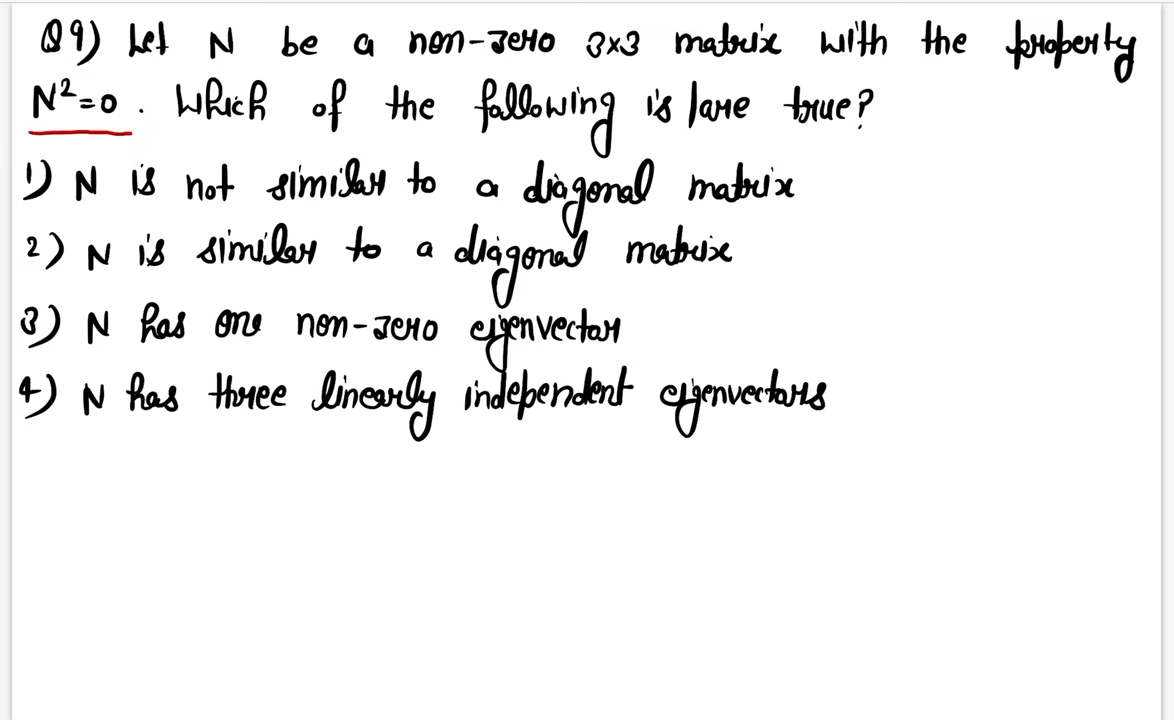 Q9) Let N be a non-zero 3×3 matrix with the property
N²=0 . Which of the following is/are true?
1) N is not similar to a diagonal matrix
2) N is similar to a diagonal matrix
3) N has one non-zero eigenvector
4) N has three linearly independent eigenvectors